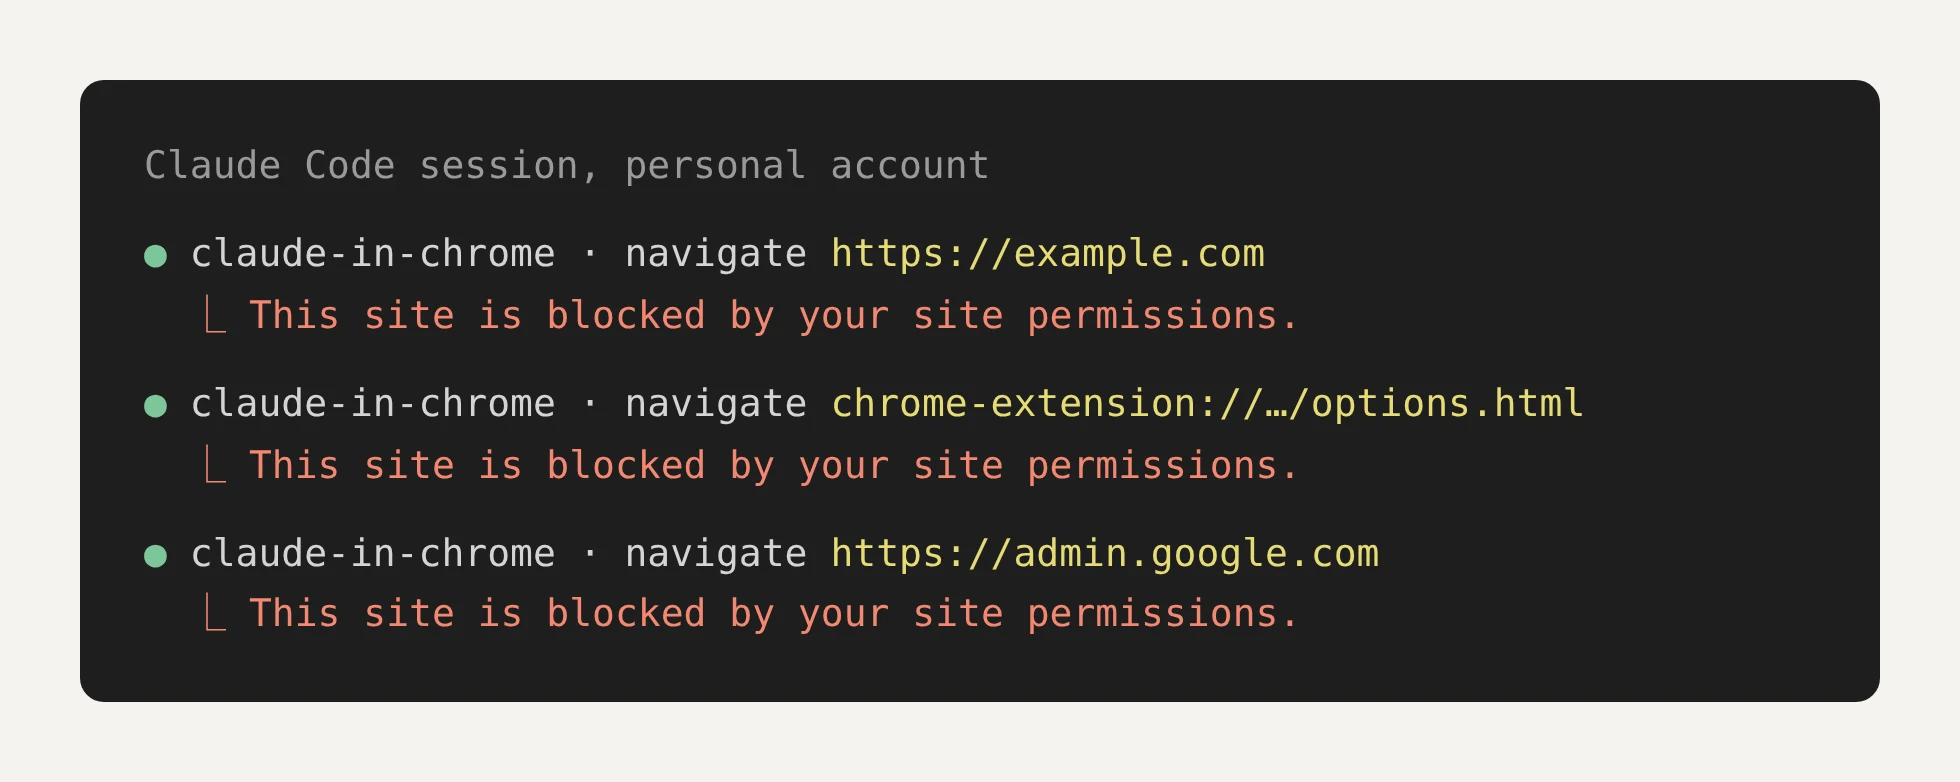 Claude Code session, personal account
● claude-in-chrome · navigate https://example.com
⎿ This site is blocked by your site permissions.
● claude-in-chrome · navigate chrome-extension://…/options.html
⎿ This site is blocked by your site permissions.
● claude-in-chrome · navigate https://admin.google.com
⎿ This site is blocked by your site permissions.